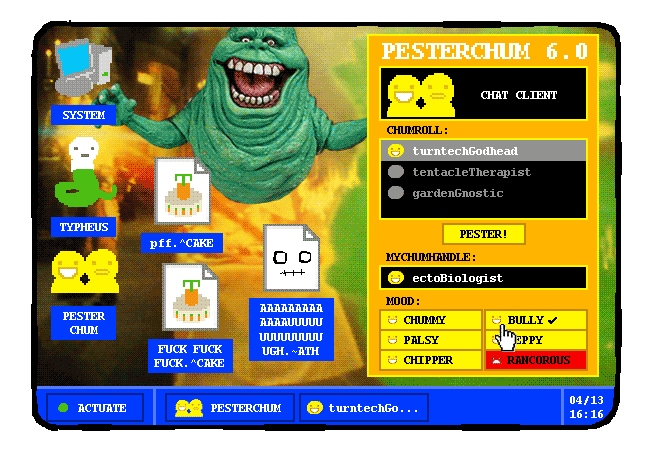 SYSTEM
TYPHEUS
PESTER
CHUM
pff.^CAKE
FUCK FUCK
FUCK.^CAKE
AAAAAAAAA
AAAAUUUUU
UUUUUUUUU
UGH.~ATH
PESTERCHUM 6.0
CHAT CLIENT
CHUMROLL:
turntechGodhead
tentacleTherapist
gardenGnostic
PESTER!
MYCHUMHANDLE:
ectoBiologist
MOOD:
CHUMMY
BULLY
PALSY
CHIPPER
RANCOROUS
ACTUATE
PESTERCHUM
turntechGo...
04/13
16:16